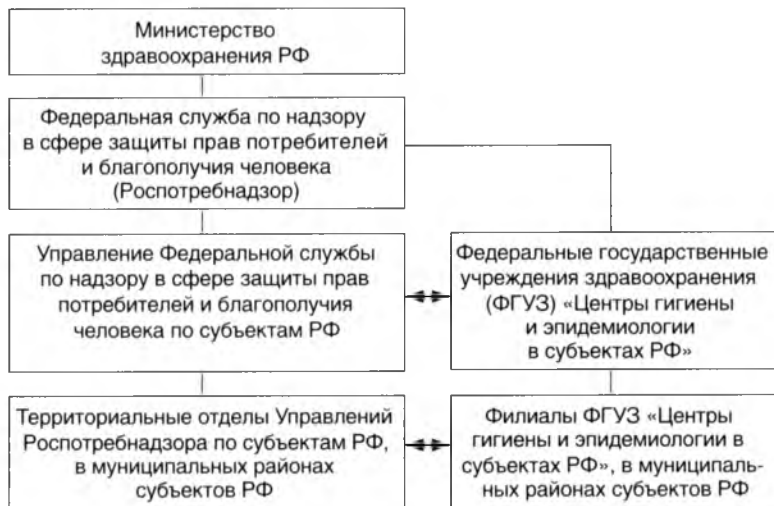 Министерство
здравоохранения РФ
Федеральная служба по надзору
в сфере защиты прав потребителей
и благополучия человека
(Роспотребнадзор)
Управление Федеральной службы
по надзору в сфере защиты прав
потребителей и благополучия
человека по субъектам РФ
Федеральные государственные
учреждения здравоохранения
(ФГУЗ) «Центры гигиены
и эпидемиологии
в субъектах РФ»
Территориальные отделы Управлений
Роспотребнадзора по субъектам РФ,
в муниципальных районах
субъектов РФ
Филиалы ФГУЗ «Центры
гигиены и эпидемиологии в
субъектах РФ», в муниципаль-
ных районах субъектов РФ